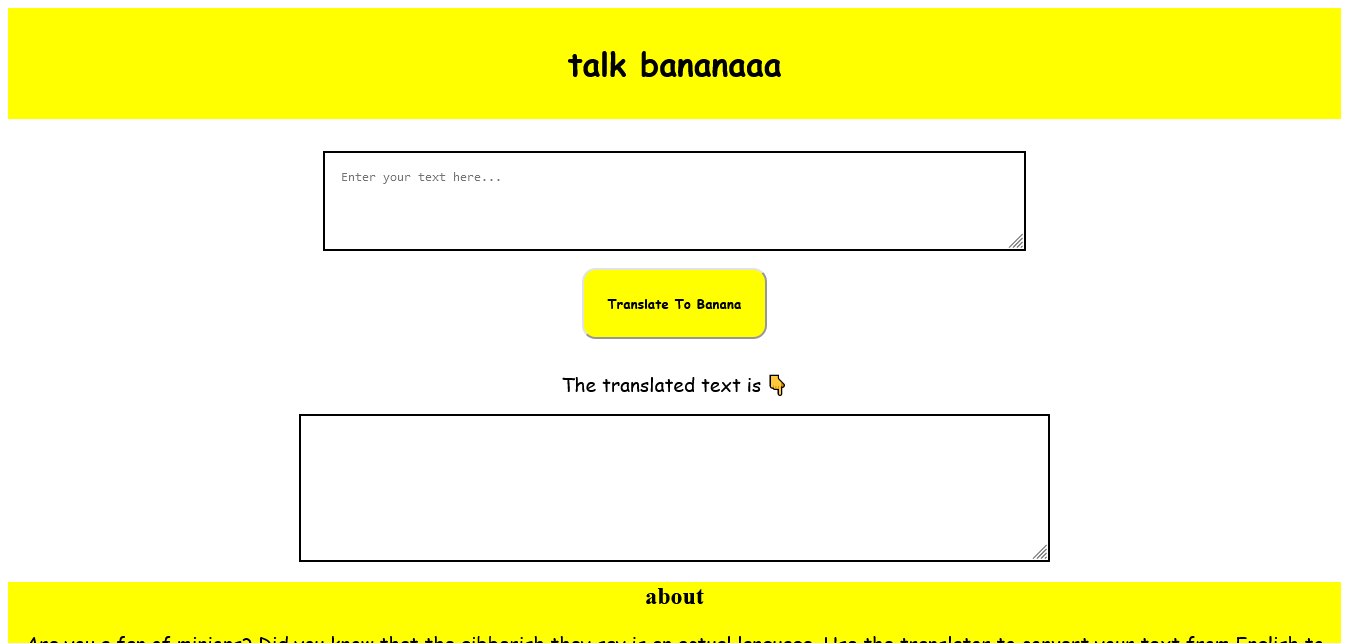 talk bananaaa
Enter your text here...
Translate To Banana
The translated text is 👇
about
Are you a fan of minions? Did you know that the gibberish they say is an actual language. Use the translator to convert your text from English to